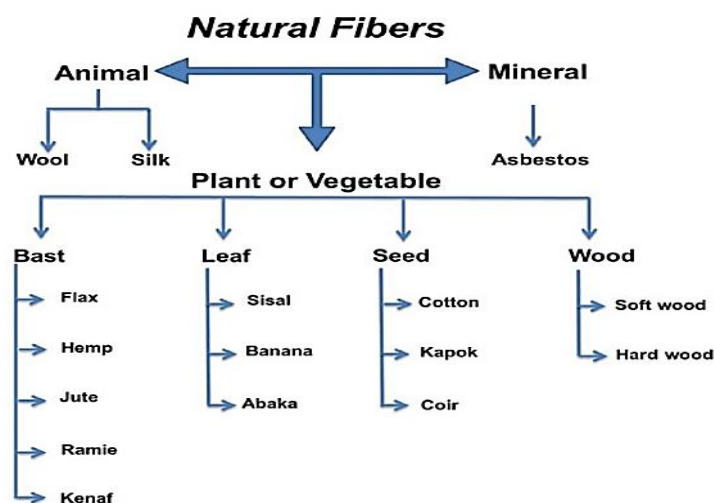 Natural Fibers
Animal
Mineral
Wool
Silk
Asbestos
Plant or Vegetable
Bast
Leaf
Seed
Wood
Flax
Hemp
Jute
Ramie
Kenaf
Sisal
Banana
Abaka
Cotton
Kapok
Coir
Soft wood
Hard wood